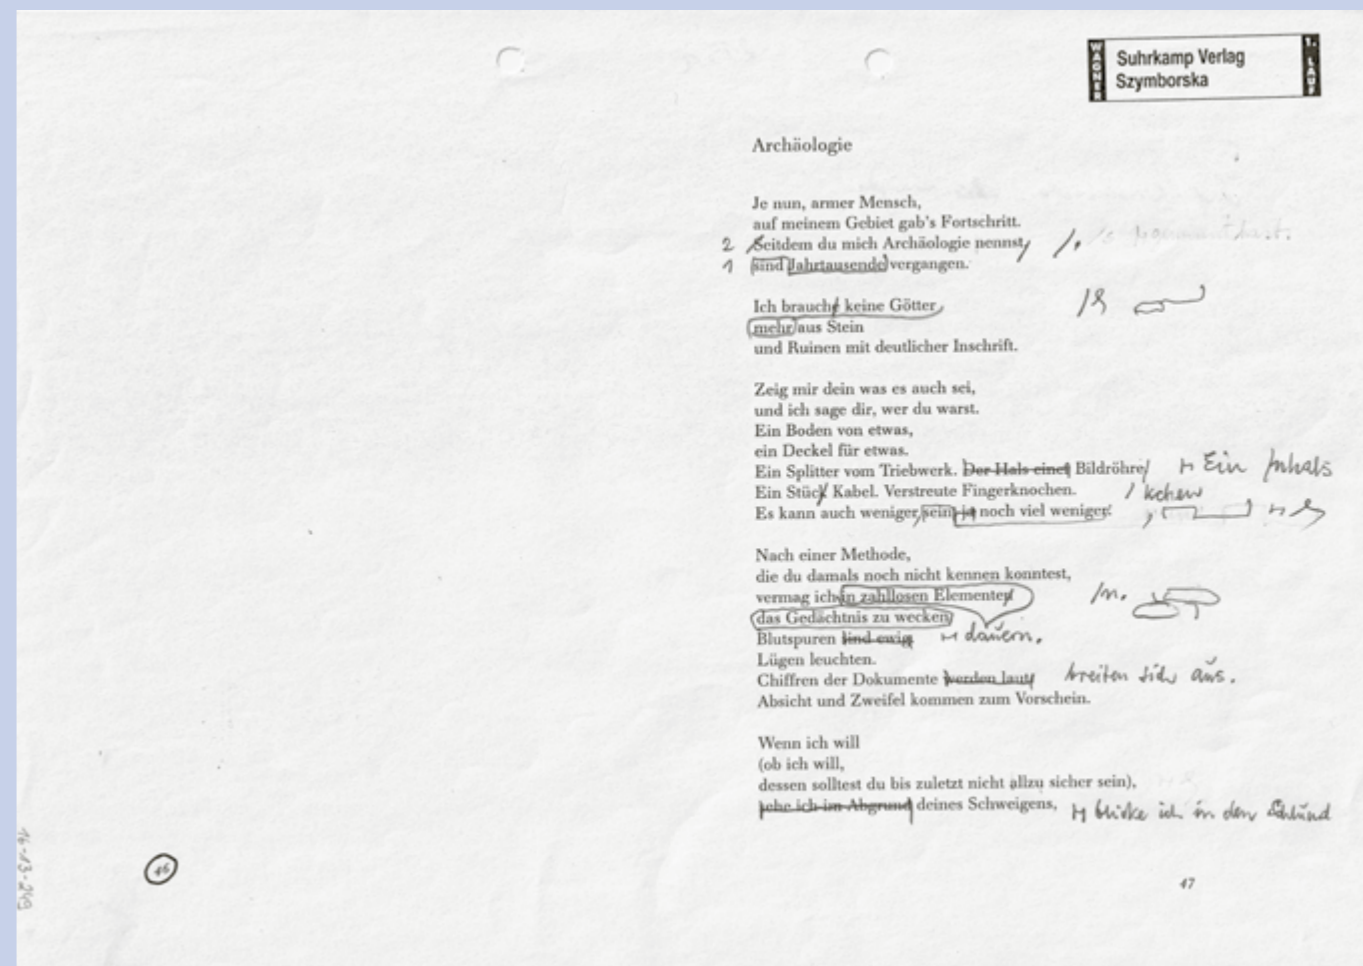 WAGNER
Suhrkamp Verlag
Szymborska
1. LAUF
Archäologie
Je nun, armer Mensch,
auf meinem Gebiet gab's Fortschritt.
2 Seitdem du mich Archäologie nennst, /.
1 sind Jahrtausende vergangen.
Ich brauche keine Götter
mehr aus Stein
und Ruinen mit deutlicher Inschrift.
Zeig mir dein was es auch sei,
und ich sage dir, wer du warst.
Ein Boden von etwas,
ein Deckel für etwas.
Ein Splitter vom Triebwerk. Der Hals einer Bildröhre/ Ein nhals
Ein Stück Kabel. Verstreute Fingerknochen. / kchen
Es kann auch weniger, sein, ja noch viel weniger.
Nach einer Methode,
die du damals noch nicht kennen konntest,
vermag ich in zahllosen Elementen /n.
das Gedächtnis zu wecken
Blutspuren sind ewig dauern.
Lügen leuchten.
Chiffren der Dokumente werden laut breiten sich aus.
Absicht und Zweifel kommen zum Vorschein.
Wenn ich will
(ob ich will,
dessen solltest du bis zuletzt nicht allzu sicher sein),
sehe ich im Abgrund deines Schweigens, blicke ich in den Schlund
46
47